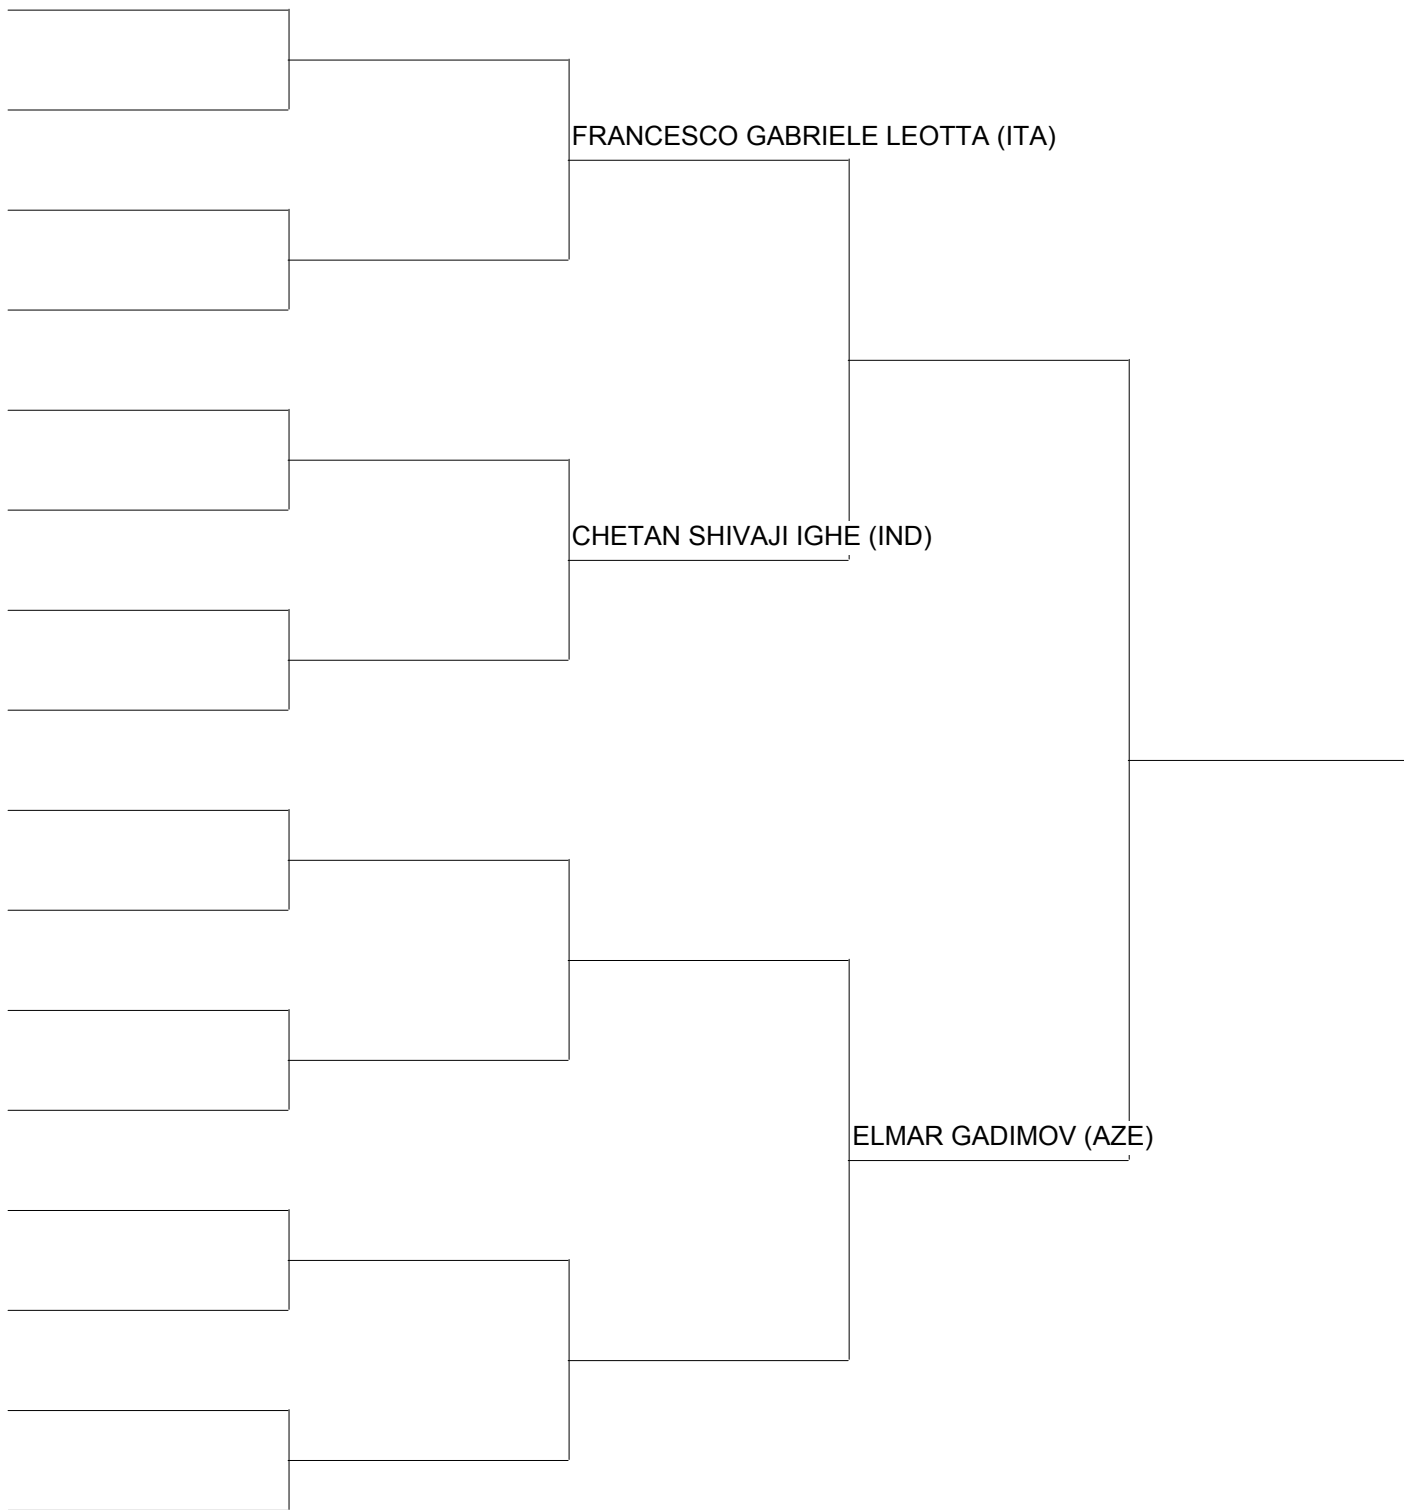 FRANCESCO GABRIELE LEOTTA (ITA)
CHETAN SHIVAJI IGHE (IND)
ELMAR GADIMOV (AZE)